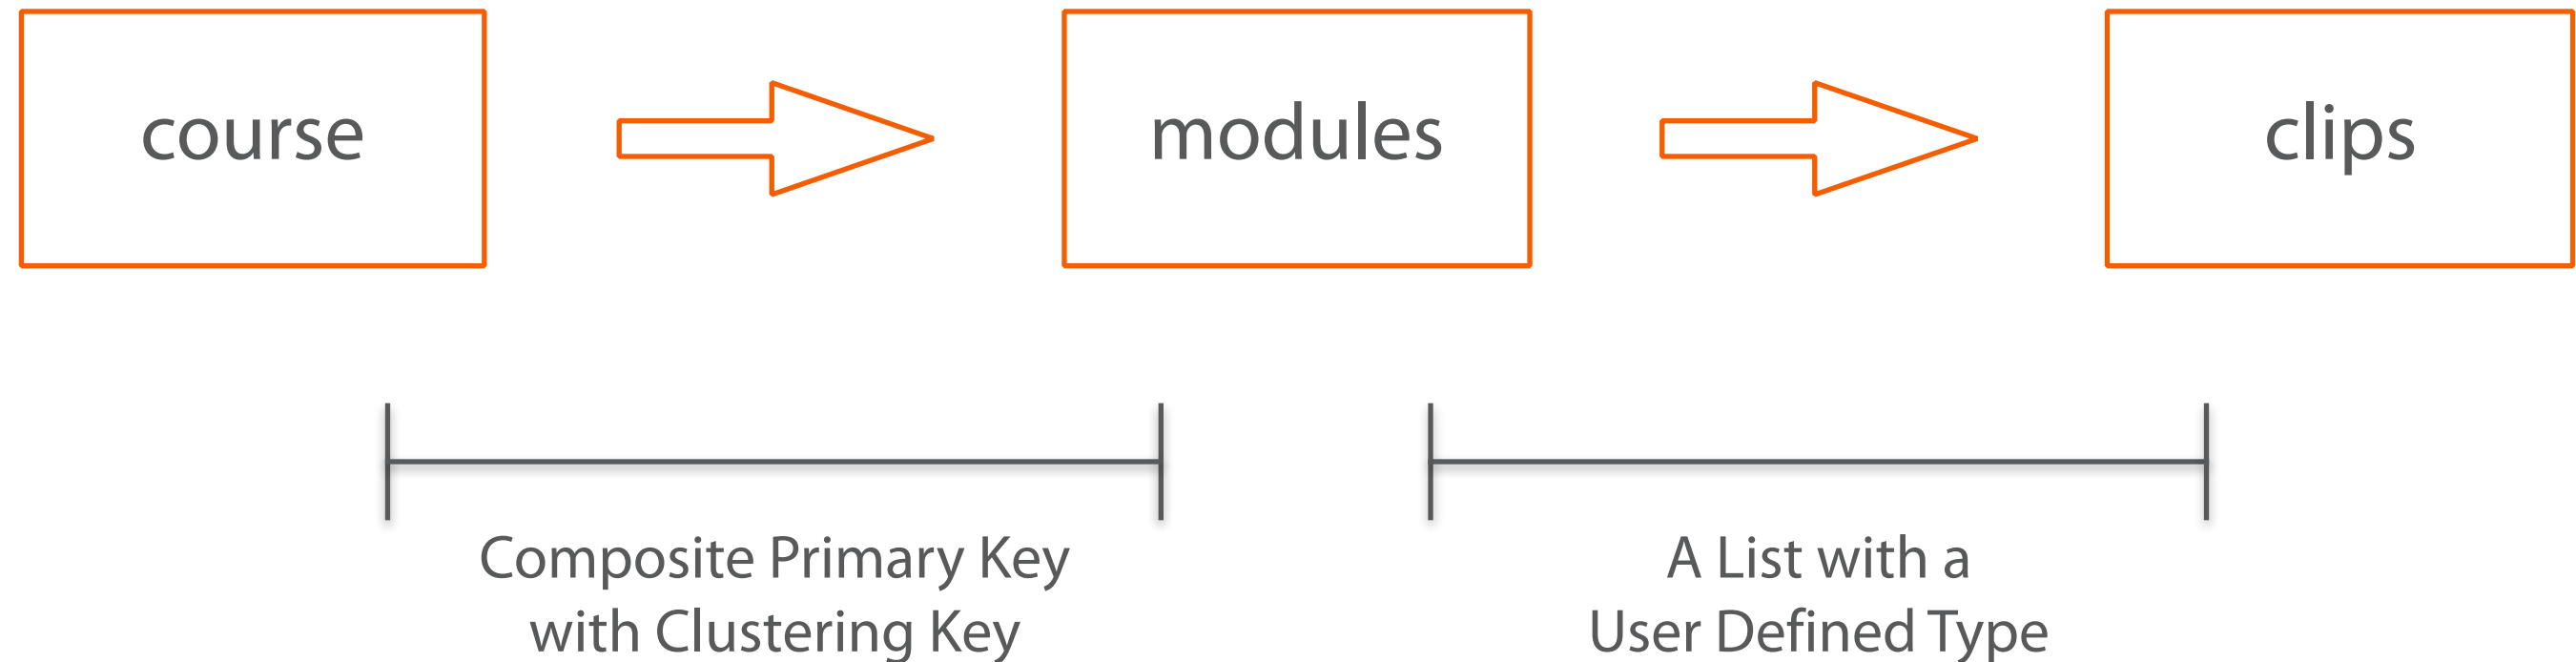 course
modules
clips
Composite Primary Key
with Clustering Key
A List with a
User Defined Type